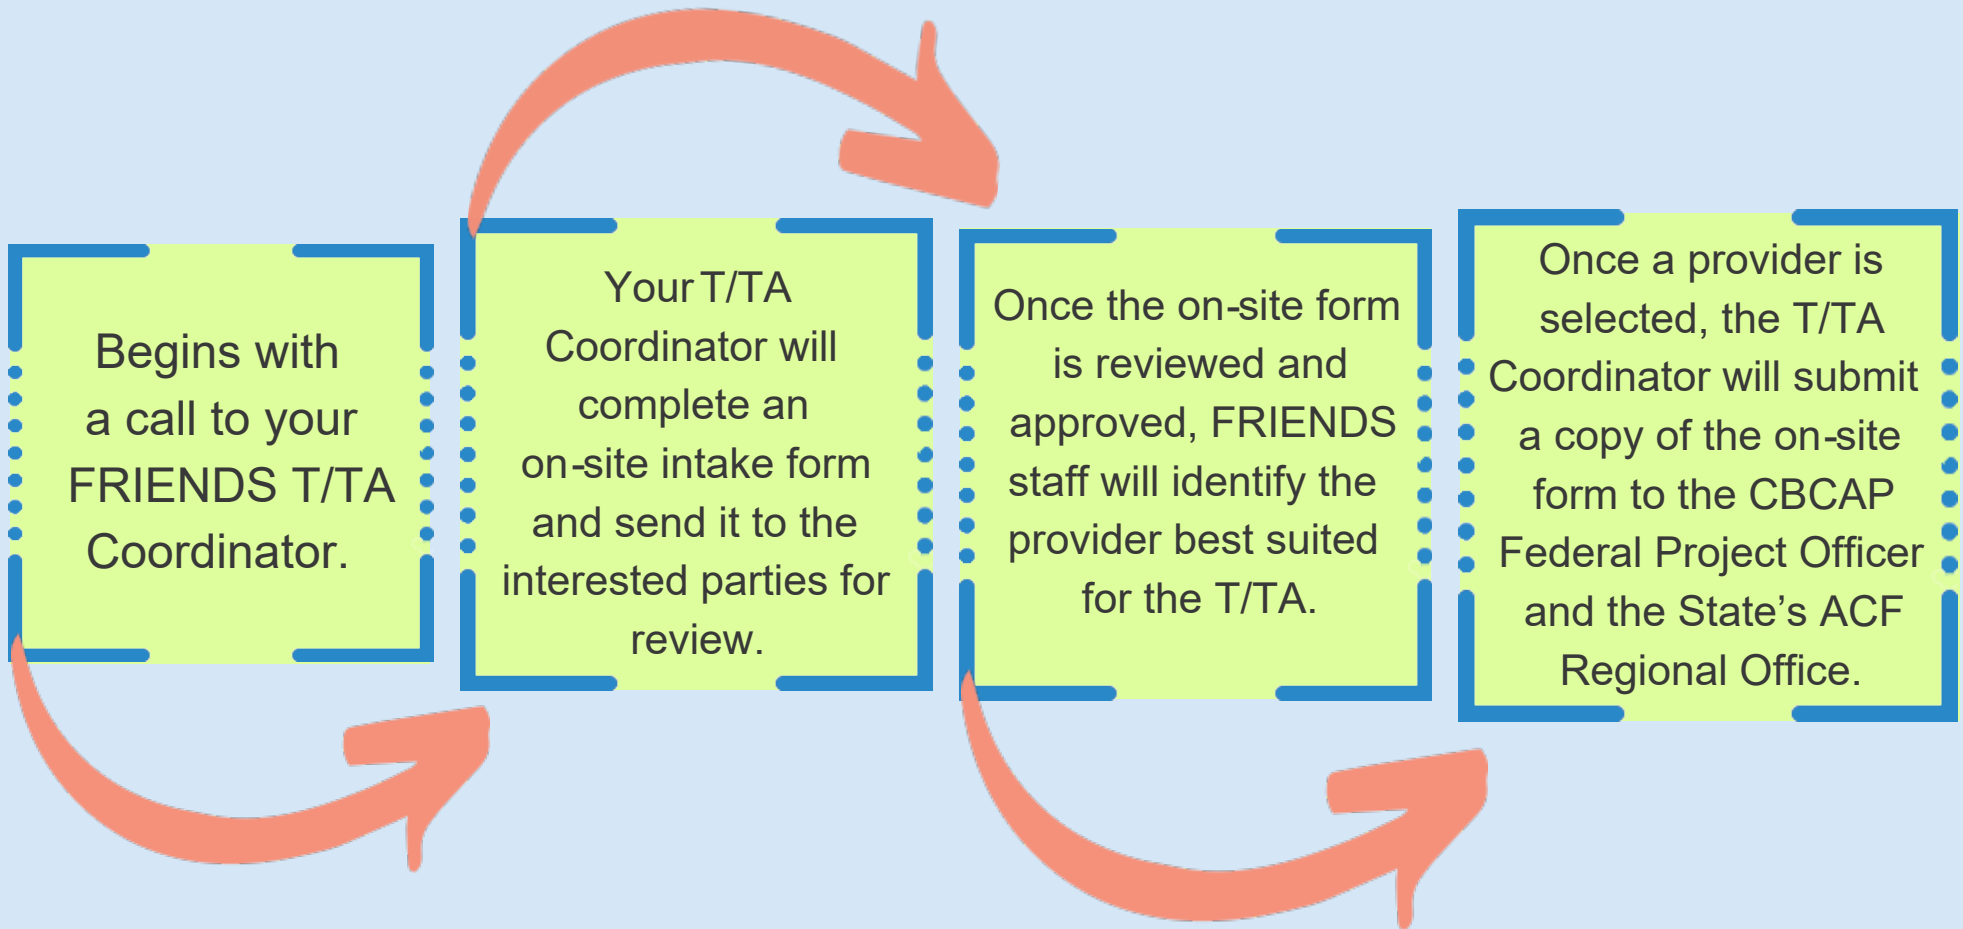 Begins with
a call to your
FRIENDS T/TA
Coordinator.
Your T/TA
Coordinator will
complete an
on-site intake form
and send it to the
interested parties for
review.
Once the on-site form
is reviewed and
approved, FRIENDS
staff will identify the
provider best suited
for the T/TA.
Once a provider is
selected, the T/TA
Coordinator will submit
a copy of the on-site
form to the CBCAP
Federal Project Officer
and the State’s ACF
Regional Office.